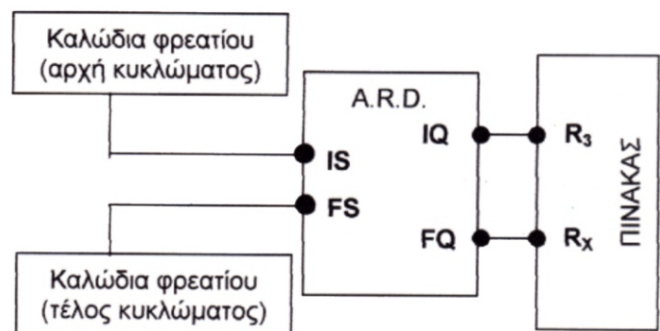 Καλώδια φρεατίου
(αρχή κυκλώματος)
A.R.D.
IQ
R3
ΠΙΝΑΚΑΣ
IS
FS
FQ
RX
Καλώδια φρεατίου
(τέλος κυκλώματος)